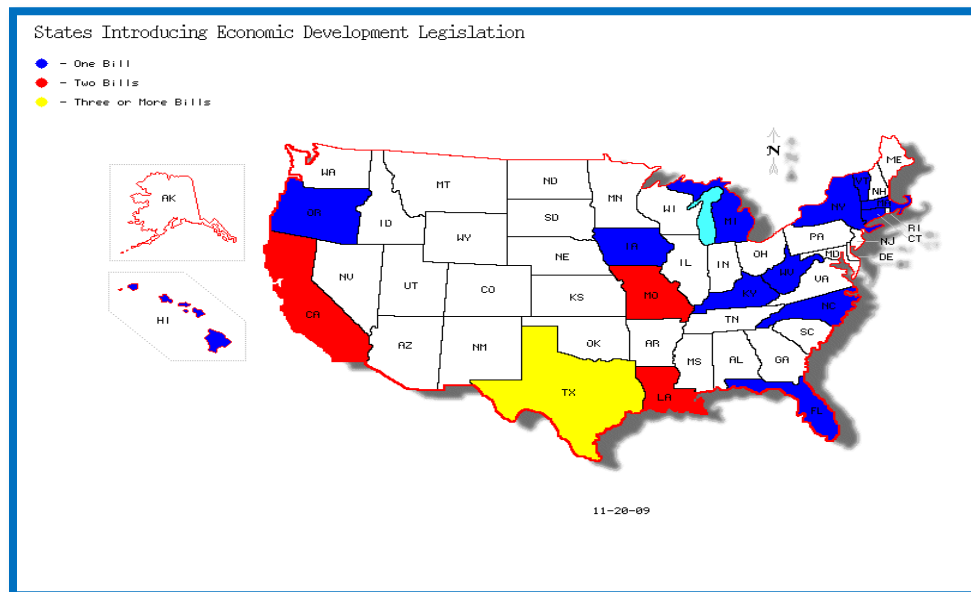 States Introducing Economic Development Legislation
- One Bill
- Two Bills
- Three or More Bills
N
ME
WA
VT
NH
MT
ND
MN
AK
OR
ID
SD
WI
MI
NY
RI
CT
WY
PA
NJ
IA
NE
OH
MD
DE
NV
IL
IN
WV
VA
UT
CO
KY
KS
MO
NC
CA
HI
TN
OK
AR
SC
AZ
NM
MS
AL
GA
TX
LA
FL
11-20-09